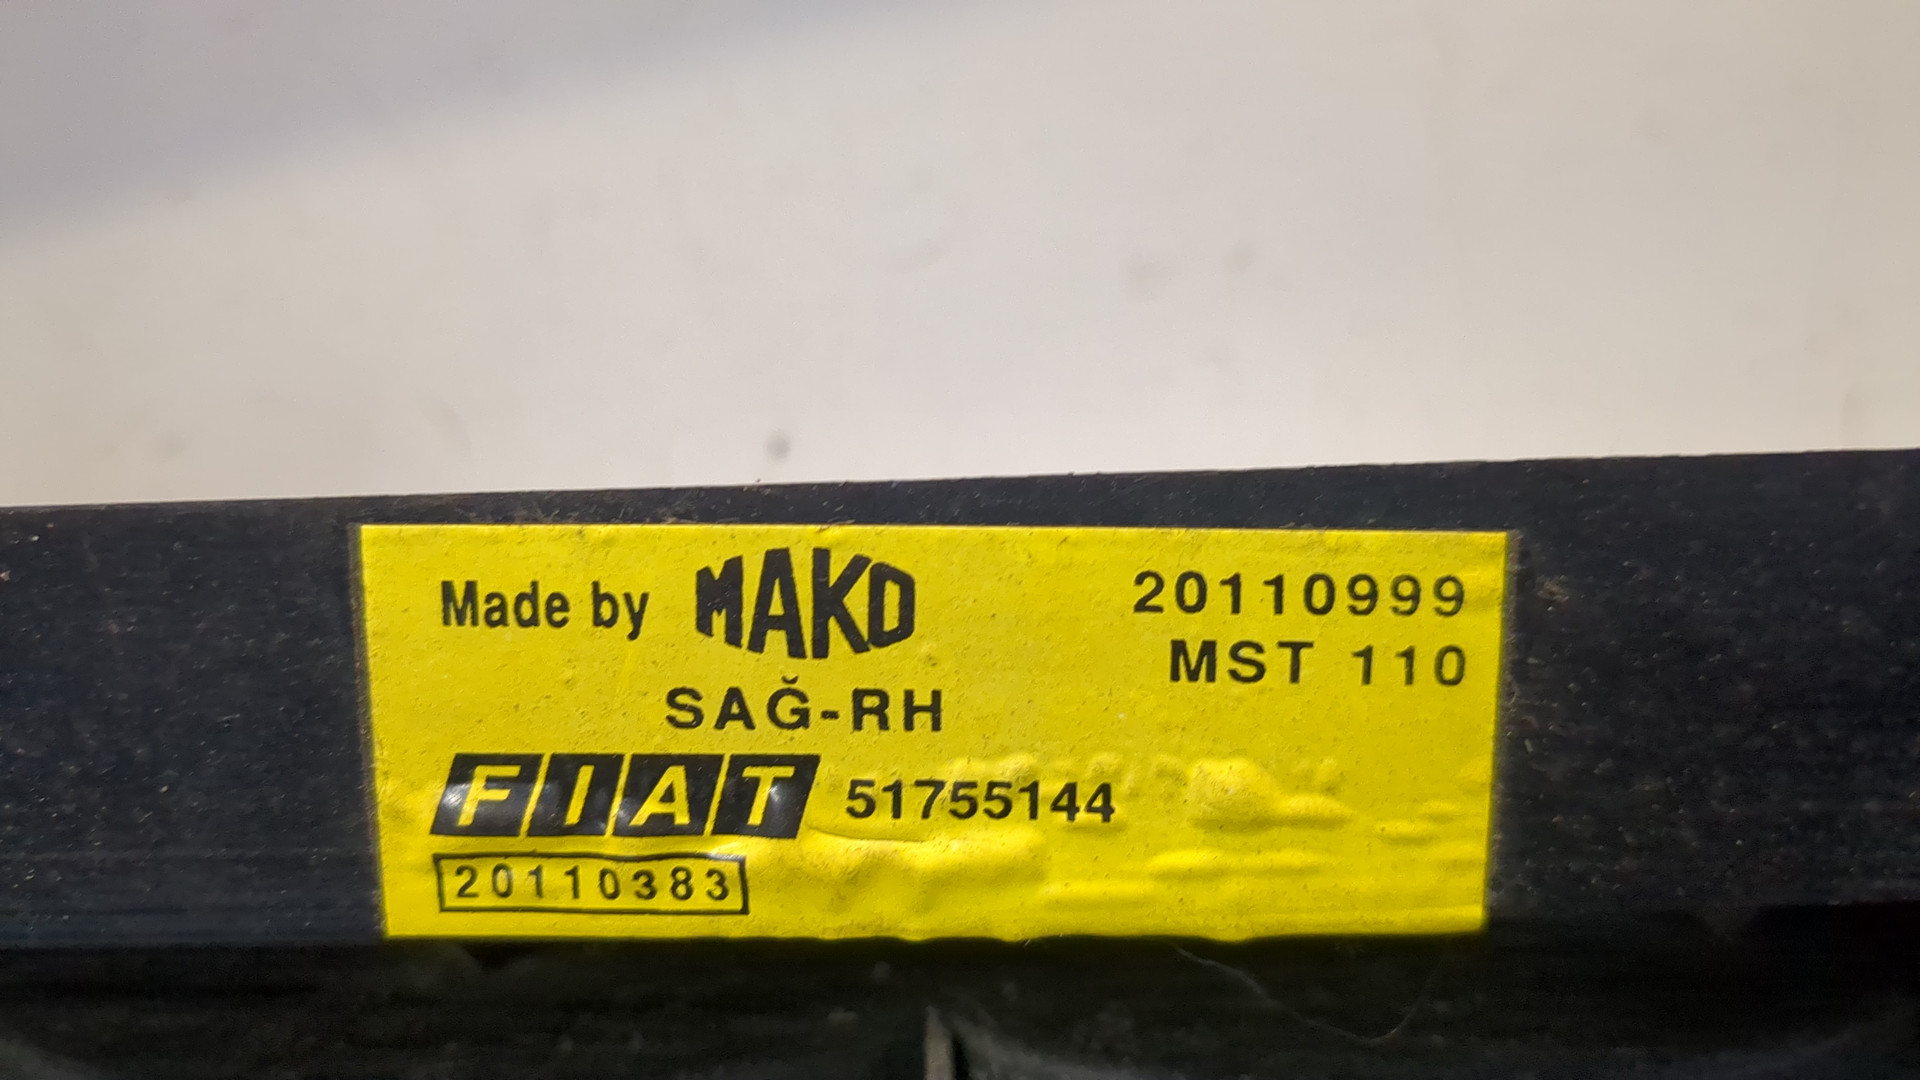 Made by MAKO
20110999
MST 110
SAĞ-RH
FIAT 51755144
20110383